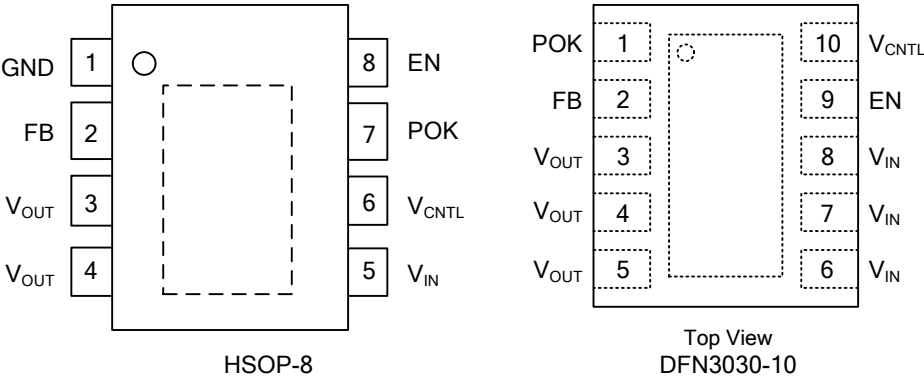 GND 1 8 EN
FB 2 7 POK
VOUT 3 6 VCNTL
VOUT 4 5 VIN
HSOP-8
POK 1 10 VCNTL
FB 2 9 EN
VOUT 3 8 VIN
VOUT 4 7 VIN
VOUT 5 6 VIN
Top View
DFN3030-10